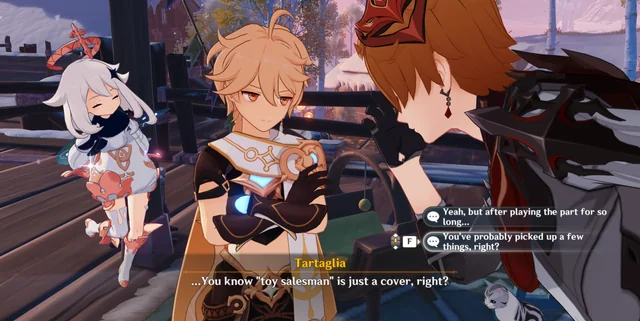 Yeah, but after playing the part for so
long...
F
You've probably picked up a few
things, right?
Tartaglia
...You know "toy salesman" is just a cover, right?